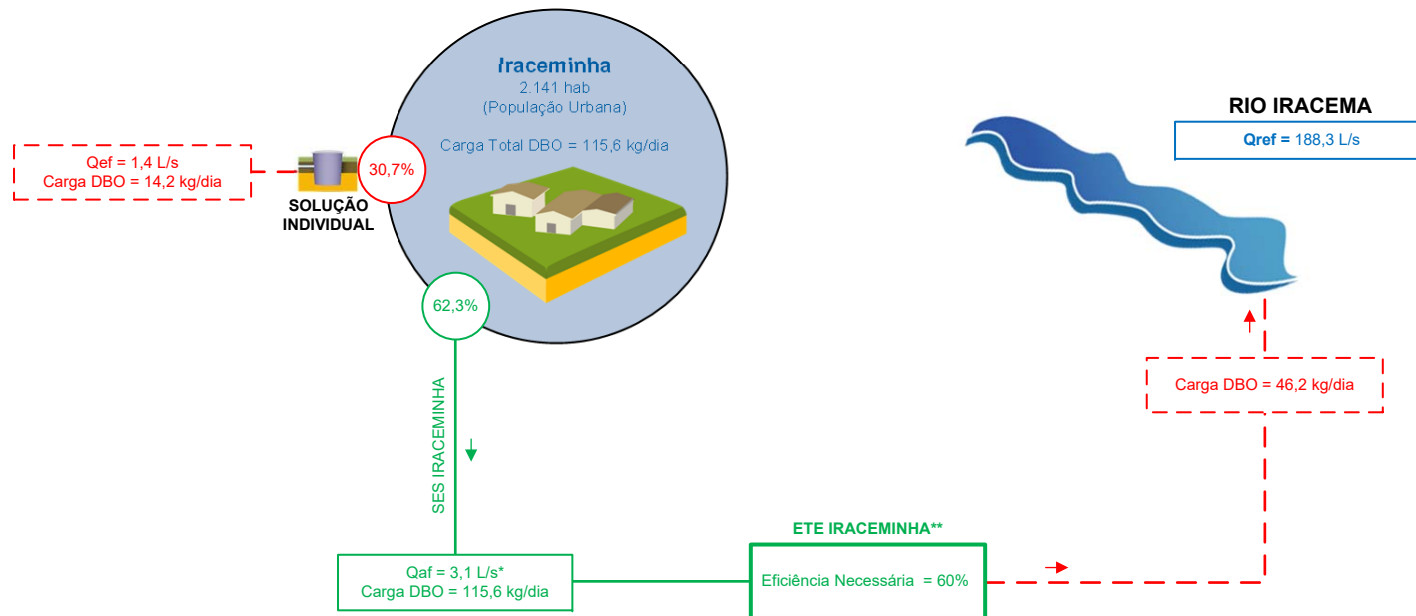 Iraceminha
2.141 hab
(População Urbana)
Carga Total DBO = 115,6 kg/dia
Qef = 1,4 L/s
Carga DBO = 14,2 kg/dia
30,7%
SOLUÇÃO
INDIVIDUAL
RIO IRACEMA
Qref = 188,3 L/s
62,3%
SES IRACEMINHA
Carga DBO = 46,2 kg/dia
Qaf = 3,1 L/s*
Carga DBO = 115,6 kg/dia
ETE IRACEMINHA**
Eficiência Necessária = 60%